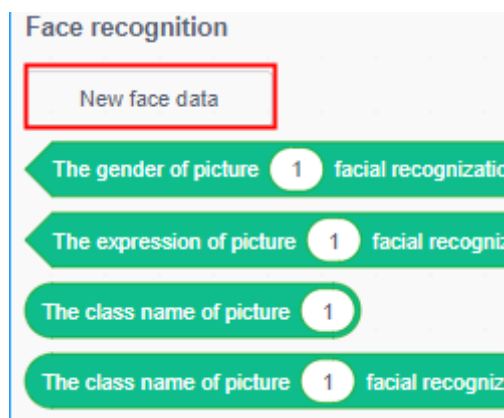 Face recognition
New face data
The gender of picture 1 facial recognizatio
The expression of picture 1 facial recogniz
The class name of picture 1
The class name of picture 1 facial recogniz